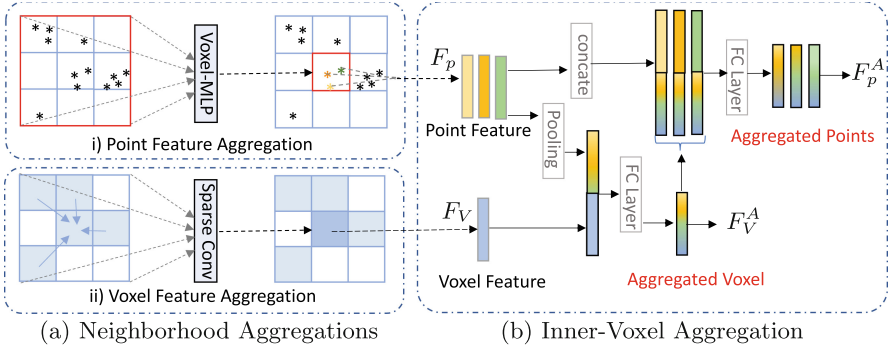 Voxel-MLP
i) Point Feature Aggregation
Sparse Conv
ii) Voxel Feature Aggregation
(a) Neighborhood Aggregations
F_p
Point Feature
concate
Pooling
FC Layer
F_p^A
Aggregated Points
F_V
Voxel Feature
FC Layer
F_V^A
Aggregated Voxel
(b) Inner-Voxel Aggregation